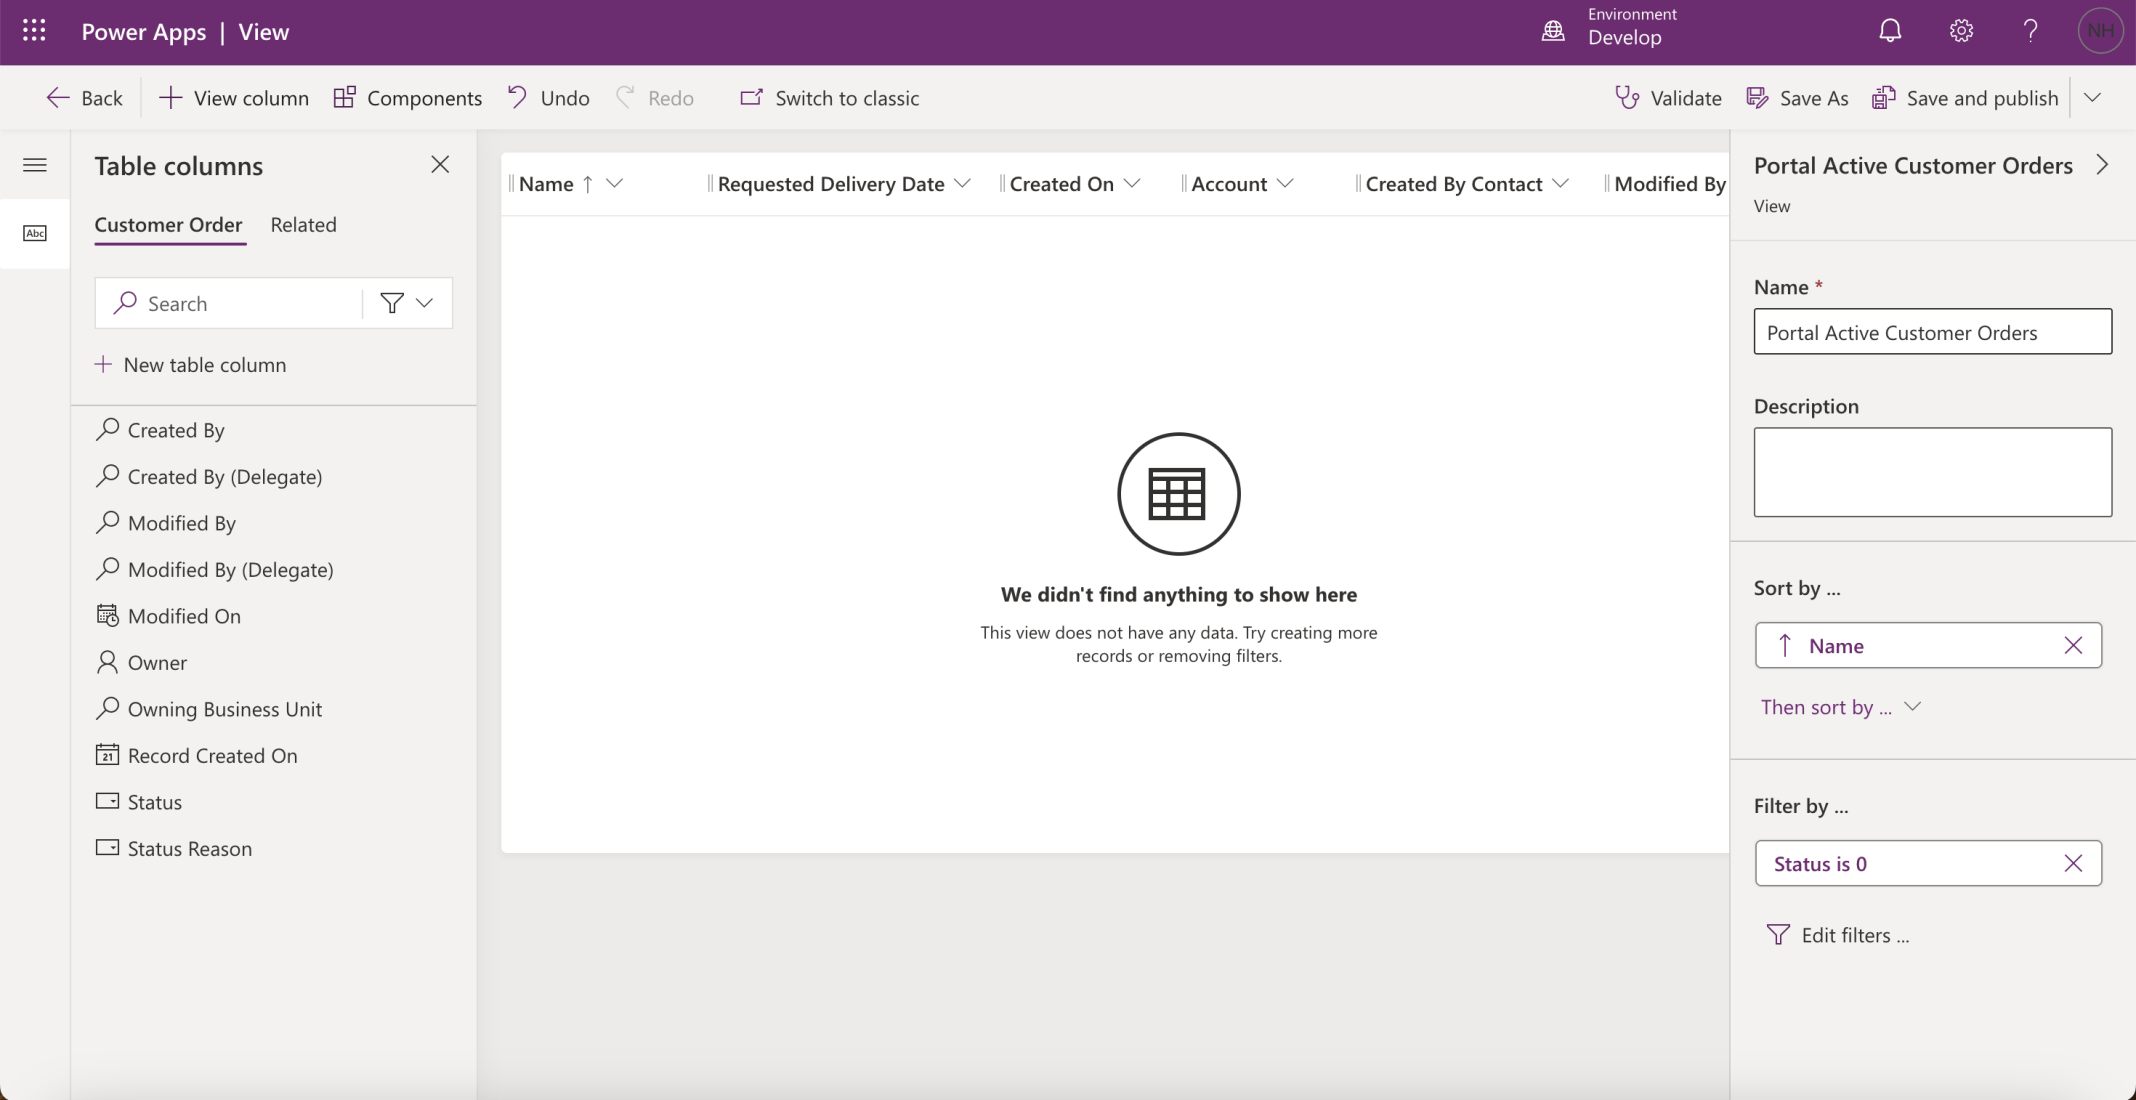 Power Apps | View
Environment
Develop
NH
Back
View column
Components
Undo
Redo
Switch to classic
Validate
Save As
Save and publish
Table columns
Abc
Customer Order
Related
Search
New table column
Created By
Created By (Delegate)
Modified By
Modified By (Delegate)
Modified On
Owner
Owning Business Unit
21
Record Created On
Status
Status Reason
Name
Requested Delivery Date
Created On
Account
Created By Contact
Modified By
We didn't find anything to show here
This view does not have any data. Try creating more
records or removing filters.
Portal Active Customer Orders
View
Name *
Portal Active Customer Orders
Description
Sort by ...
Name
Then sort by ...
Filter by ...
Status is 0
Edit filters ...